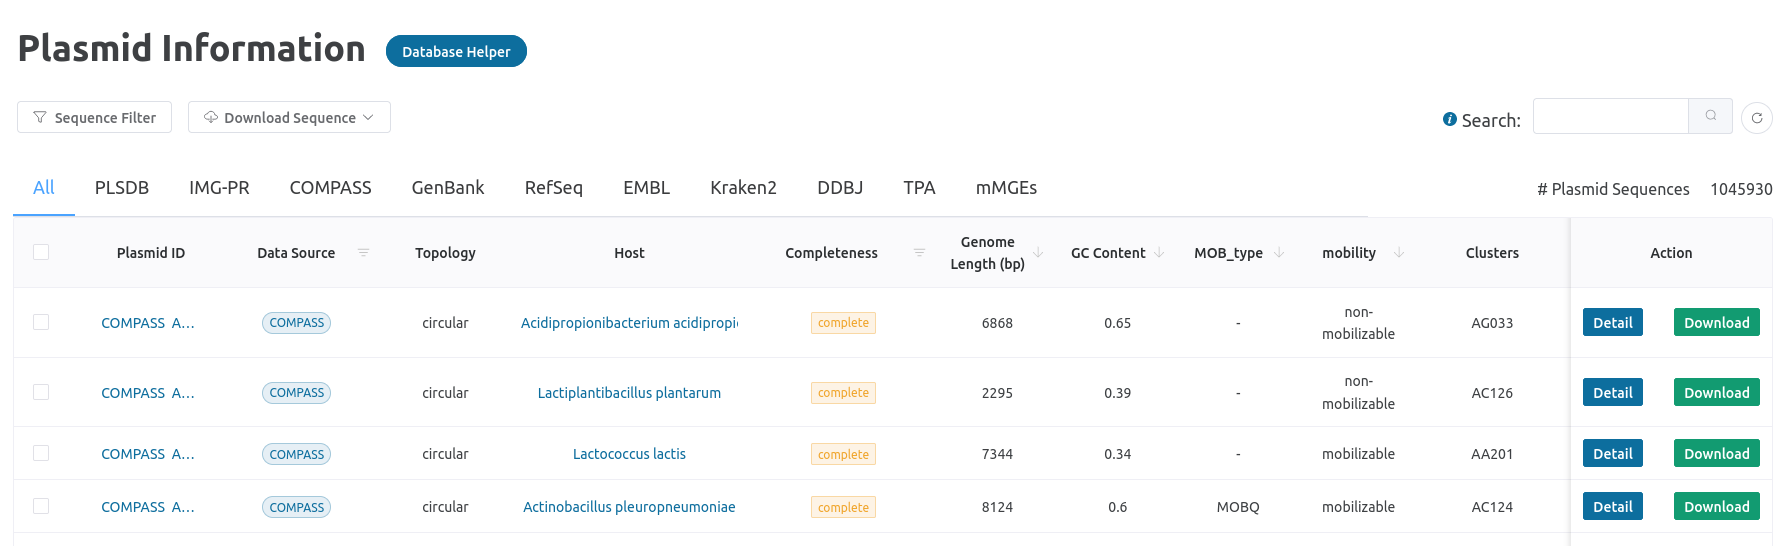 Plasmid Information Database Helper
Sequence Filter Download Sequence Search:
All PLSDB IMG-PR COMPASS GenBank RefSeq EMBL Kraken2 DDBJ TPA mMGEs # Plasmid Sequences 1045930
Plasmid ID Data Source Topology Host Completeness Genome Length (bp) GC Content MOB_type mobility Clusters Action
COMPASS A... COMPASS circular Acidipropionibacterium acidipropi complete 6868 0.65 - non-mobilizable AG033 Detail Download
COMPASS A... COMPASS circular Lactiplantibacillus plantarum complete 2295 0.39 - non-mobilizable AC126 Detail Download
COMPASS A... COMPASS circular Lactococcus lactis complete 7344 0.34 - mobilizable AA201 Detail Download
COMPASS A... COMPASS circular Actinobacillus pleuropneumoniae complete 8124 0.6 MOBQ mobilizable AC124 Detail Download